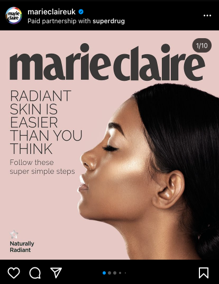 marieclaireuk
Paid partnership with superdrug
marie claire
1/10
RADIANT
SKIN IS
EASIER
THAN YOU
THINK
Follow these
super simple steps
Naturally
Radiant